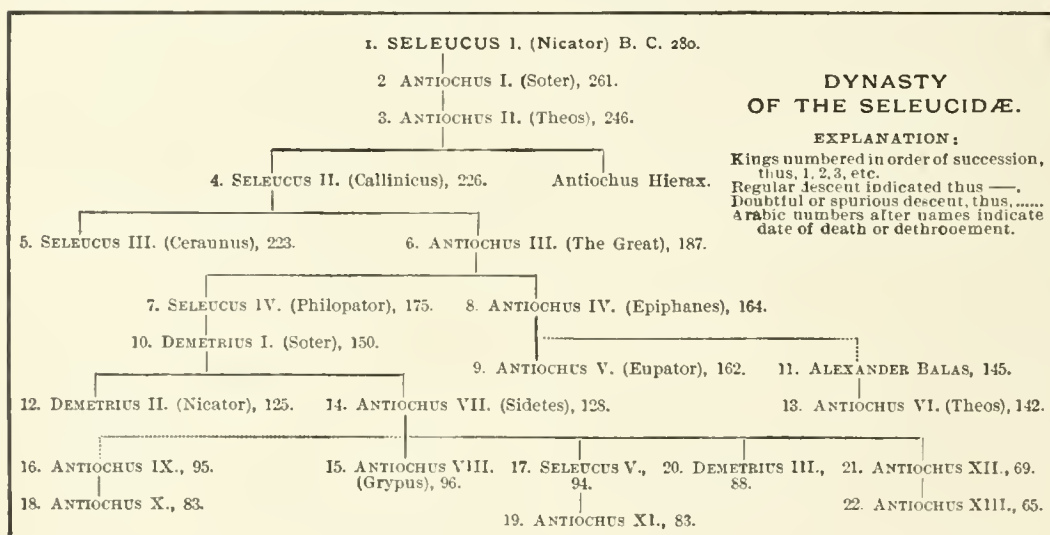 1. SELEUCUS I. (Nicator) B. C. 280.
2 ANTIOCHUS I. (Soter), 261.
3. ANTIOCHUS II. (Theos), 246.
DYNASTY
OF THE SELEUCIDÆ.
EXPLANATION:
Kings numbered in order of succession,
thus, 1, 2, 3, etc.
Regular descent indicated thus —.
Doubtful or spurious descent, thus, ......
Arabic numbers after names indicate
date of death or dethronement.
4. SELEUCUS II. (Callinicus), 226. Antiochus Hierax.
5. SELEUCUS III. (Ceraunus), 223. 6. ANTIOCHUS III. (The Great), 187.
7. SELEUCUS IV. (Philopator), 175. 8. ANTIOCHUS IV. (Epiphanes), 164.
10. DEMETRIUS I. (Soter), 150.
9. ANTIOCHUS V. (Eupator), 162. 11. ALEXANDER BALAS, 145.
12. DEMETRIUS II. (Nicator), 125. 14. ANTIOCHUS VII. (Sidetes), 128. 13. ANTIOCHUS VI. (Theos), 142.
16. ANTIOCHUS IX., 95. 15. ANTIOCHUS VIII. 17. SELEUCUS V., 20. DEMETRIUS III., 21. ANTIOCHUS XII., 69.
(Grypus), 96. 94. 88.
18. ANTIOCHUS X., 83. 22. ANTIOCHUS XIII., 65.
19. ANTIOCHUS XI., 83.